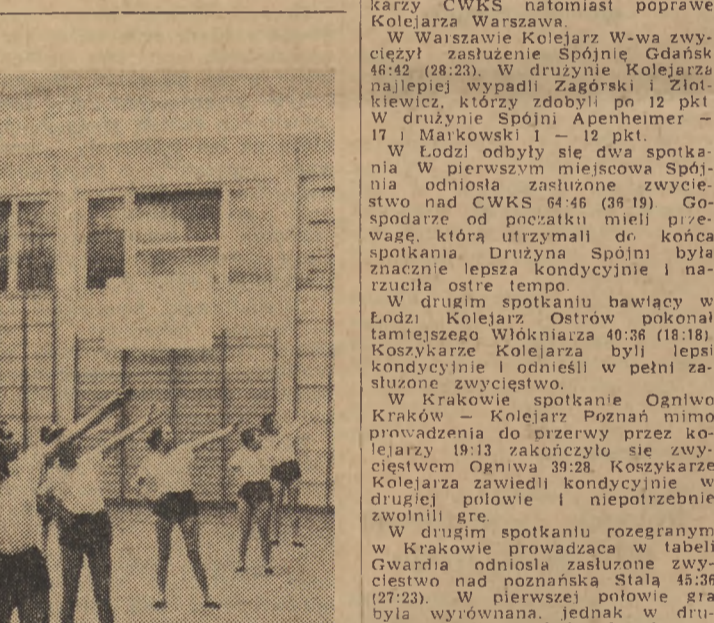 karzy CWKS natomiast poprawę
Kolejarza Warszawa.
W Warszawie Kolejarz W-wa zwy-
ciężył zasłużenie Spójnię Gdańsk
46:42 (28:23). W drużynie Kolejarza
najlepiej wypadli Zagórski i Złot-
kiewicz, którzy zdobyli po 12 pkt
W drużynie Spójni Apenheimer —
17 i Markowski I — 12 pkt.
W Łodzi odbyły się dwa spotka-
nia W pierwszym miejscowa Spój-
nia odniosła zasłużone zwycię-
stwo nad CWKS 64:46 (36 19). Go-
spodarze od początku mieli prze-
wagę, którą utrzymali do końca
spotkania. Drużyna Spójni była
znacznie lepsza kondycyjnie i na-
rzuciła ostre tempo.
W drugim spotkaniu bawiący w
Łodzi Kolejarz Ostrów pokonał
tamtejszego Włókniarza 40:36 (18:18)
Koszykarze Kolejarza byli lepsi
kondycyjnie i odnieśli w pełni za-
służone zwycięstwo.
W Krakowie spotkanie Ogniwo
Kraków — Kolejarz Poznań mimo
prowadzenia do przerwy przez ko-
lejarzy 19:13 zakończyło się zwy-
cięstwem Ogniwa 39:28. Koszykarze
Kolejarza zawiedli kondycyjnie w
drugiej połowie i niepotrzebnie
zwolnili grę.
W drugim spotkaniu rozegranym
w Krakowie prowadząca w tabeli
Gwardia odniosła zasłużone zwy-
cięstwo nad poznańską Stalą 45:36
(27:23). W pierwszej połowie gra
była wyrównana, jednak w dru-